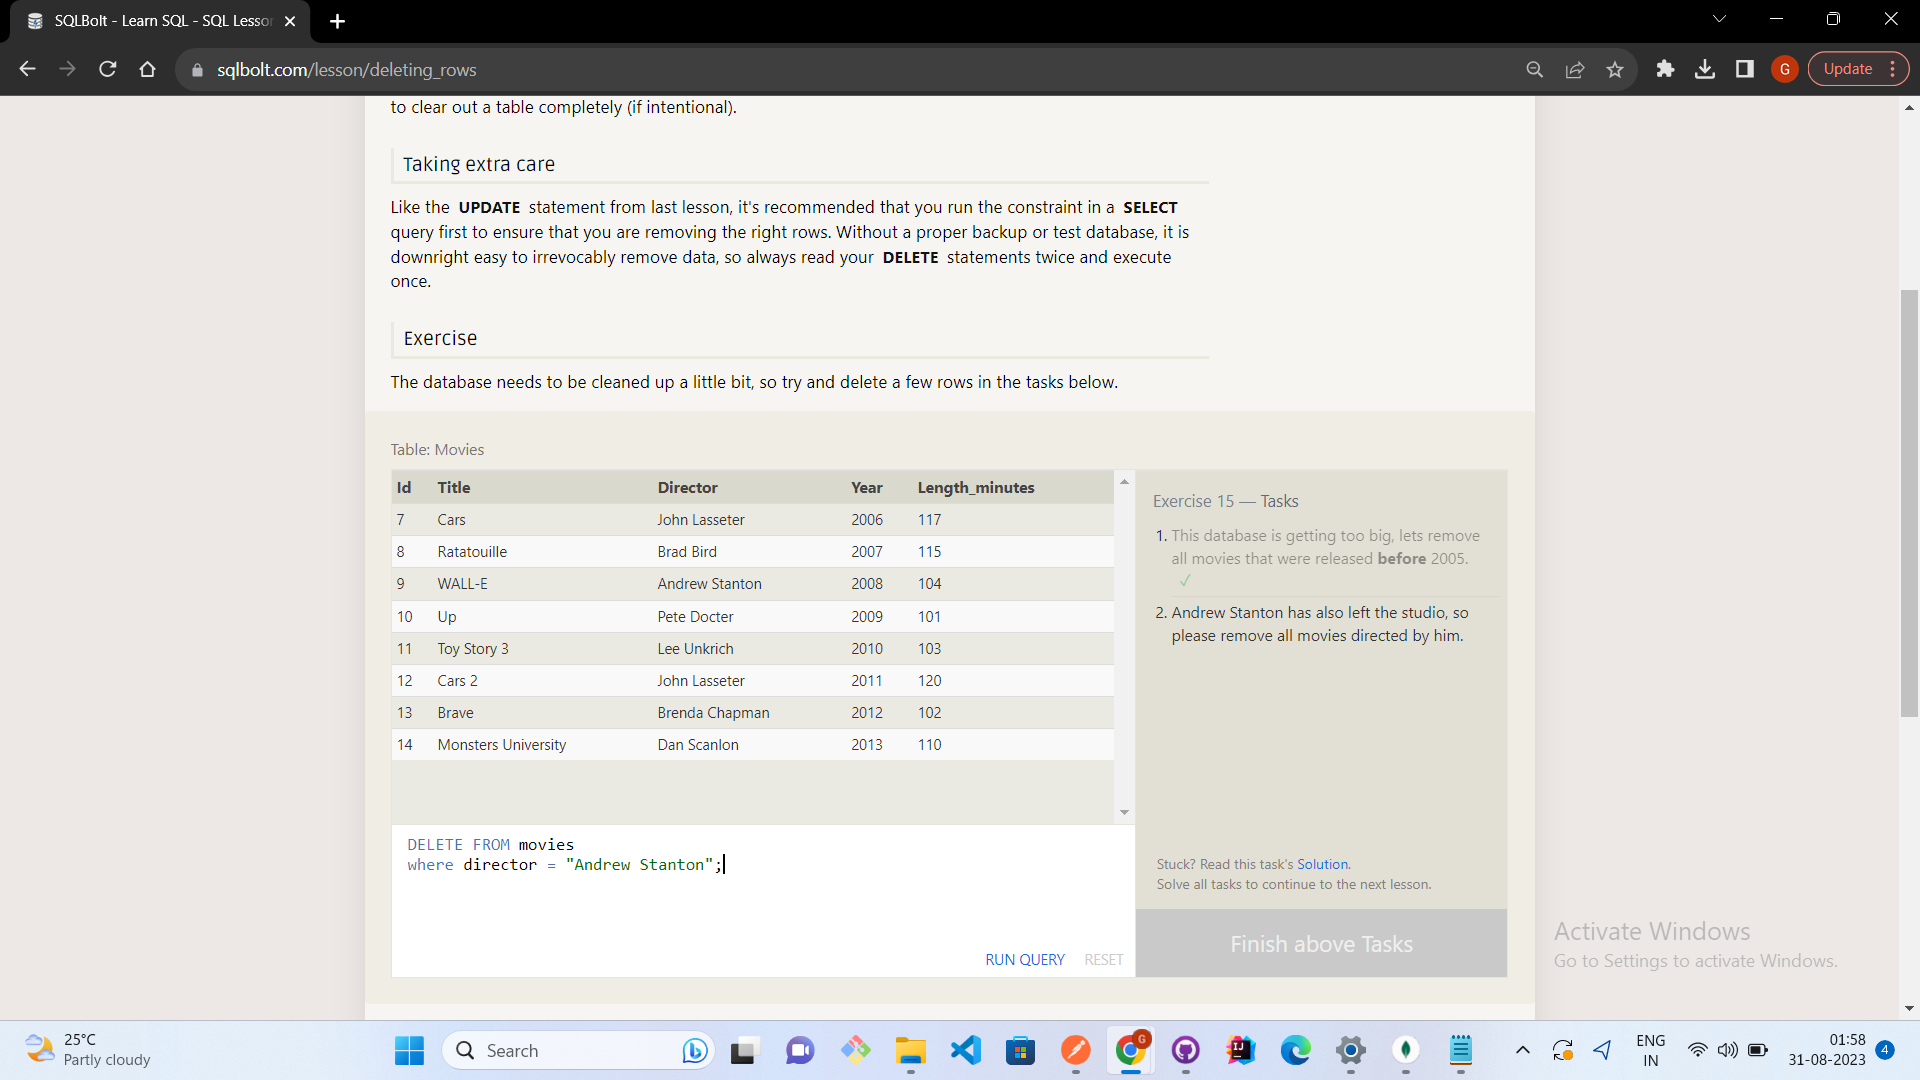 SQLBolt - Learn SQL - SQL Lesson
sqlbolt.com/lesson/deleting_rows
G
Update
to clear out a table completely (if intentional).
Taking extra care
Like the UPDATE statement from last lesson, it's recommended that you run the constraint in a SELECT
query first to ensure that you are removing the right rows. Without a proper backup or test database, it is
downright easy to irrevocably remove data, so always read your DELETE statements twice and execute
once.
Exercise
The database needs to be cleaned up a little bit, so try and delete a few rows in the tasks below.
Table: Movies
Id Title Director Year Length_minutes
7 Cars John Lasseter 2006 117
8 Ratatouille Brad Bird 2007 115
9 WALL-E Andrew Stanton 2008 104
10 Up Pete Docter 2009 101
11 Toy Story 3 Lee Unkrich 2010 103
12 Cars 2 John Lasseter 2011 120
13 Brave Brenda Chapman 2012 102
14 Monsters University Dan Scanlon 2013 110
DELETE FROM movies
where director = "Andrew Stanton";
RUN QUERY RESET
Exercise 15 — Tasks
1. This database is getting too big, lets remove
all movies that were released before 2005.
✓
2. Andrew Stanton has also left the studio, so
please remove all movies directed by him.
Stuck? Read this task's Solution.
Solve all tasks to continue to the next lesson.
Finish above Tasks
Activate Windows
Go to Settings to activate Windows.
25°C
Partly cloudy
Search
G
IJ
ENG
IN
01:58
31-08-2023
4